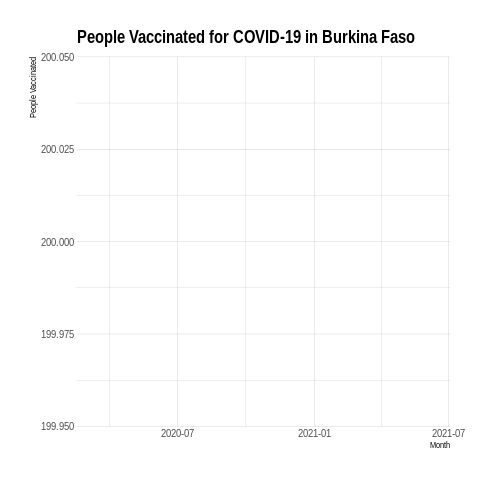 People Vaccinated for COVID-19 in Burkina Faso
People Vaccinated
200.050
200.025
200.000
199.975
199.950
2020-07 2021-01 2021-07
Month